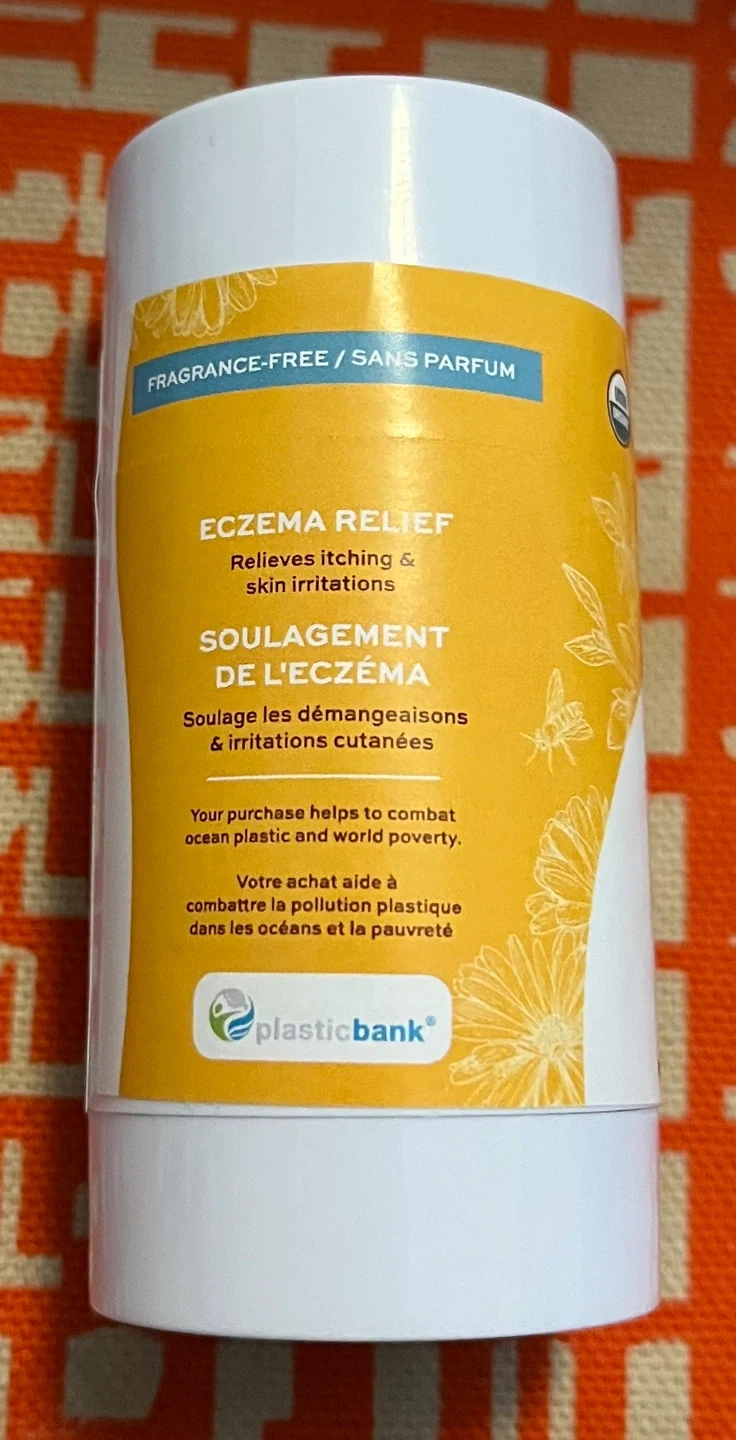 FRAGRANCE-FREE / SANS PARFUM
ECZEMA RELIEF
Relieves itching &
skin irritations
SOULAGEMENT
DE L'ECZÉMA
Soulage les démangeaisons
& irritations cutanées
Your purchase helps to combat
ocean plastic and world poverty.
Votre achat aide à
combattre la pollution plastique
dans les océans et la pauvreté
plasticbank®